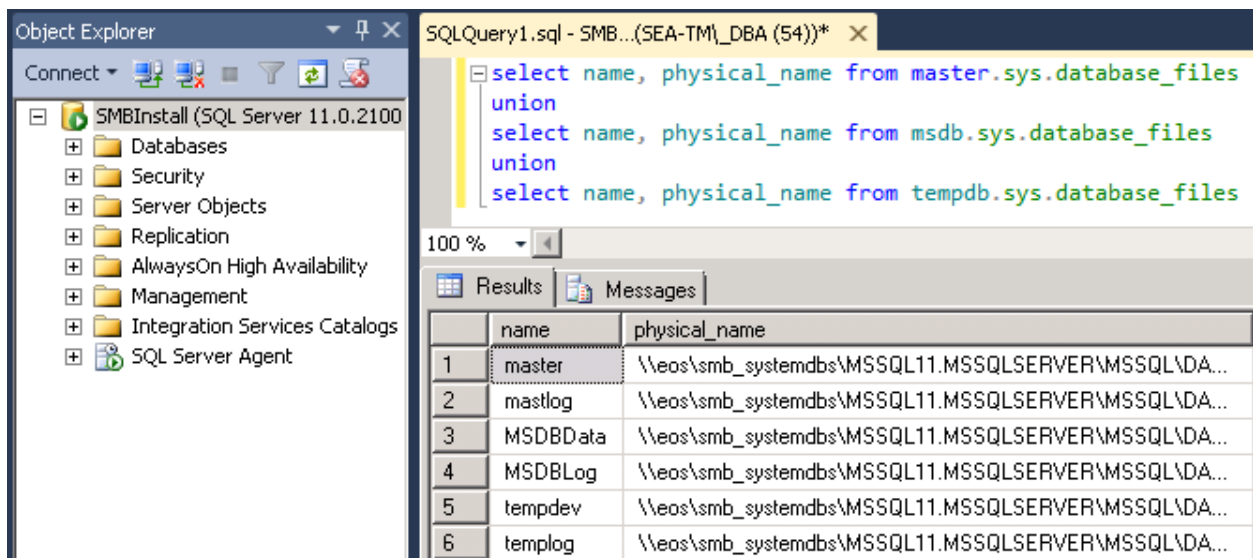 Object Explorer
Connect
SMBInstall (SQL Server 11.0.2100
Databases
Security
Server Objects
Replication
AlwaysOn High Availability
Management
Integration Services Catalogs
SQL Server Agent
SQLQuery1.sql - SMB...(SEA-TM\_DBA (54))*
select name, physical_name from master.sys.database_files
union
select name, physical_name from msdb.sys.database_files
union
select name, physical_name from tempdb.sys.database_files
100 %
Results Messages
name physical_name
1 master \\eos\smb_systemdbs\MSSQL11.MSSQLSERVER\MSSQL\DA...
2 mastlog \\eos\smb_systemdbs\MSSQL11.MSSQLSERVER\MSSQL\DA...
3 MSDBData \\eos\smb_systemdbs\MSSQL11.MSSQLSERVER\MSSQL\DA...
4 MSDBLog \\eos\smb_systemdbs\MSSQL11.MSSQLSERVER\MSSQL\DA...
5 tempdev \\eos\smb_systemdbs\MSSQL11.MSSQLSERVER\MSSQL\DA...
6 templog \\eos\smb_systemdbs\MSSQL11.MSSQLSERVER\MSSQL\DA...